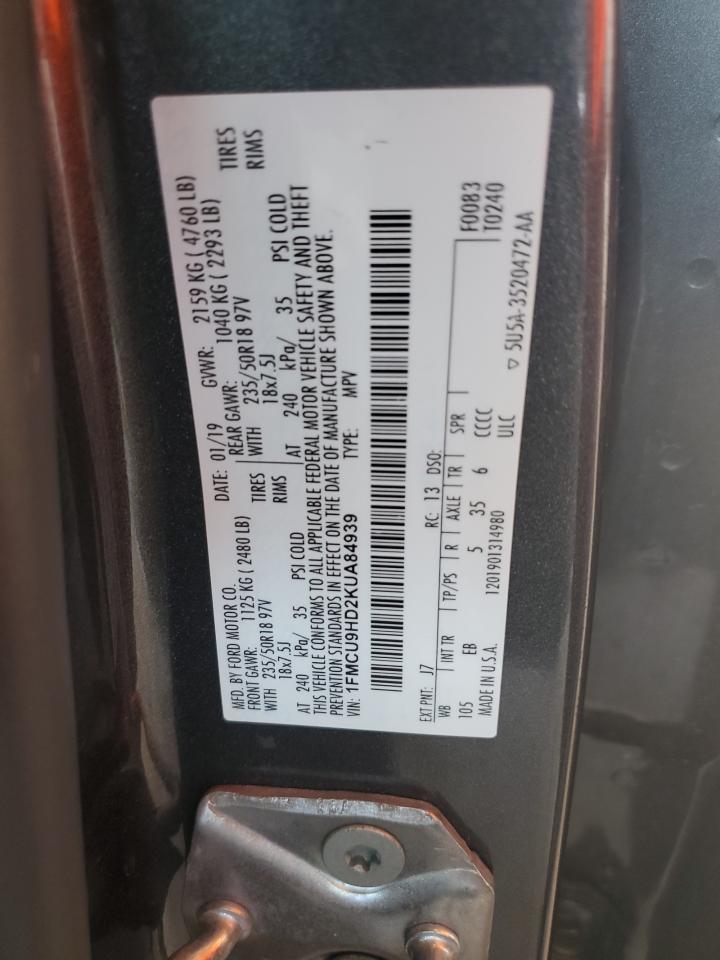 MFD. BY FORD MOTOR CO. DATE: 01/19 GVWR: 2159 KG ( 4760 LB)
FRONT GAWR: 1125 KG ( 2480 LB) REAR GAWR: 1040 KG ( 2293 LB)
WITH 235/50R18 97V TIRES WITH 235/50R18 97V TIRES
18x7.5J RIMS 18x7.5J RIMS
AT 240 kPa/ 35 PSI COLD AT 240 kPa/ 35 PSI COLD
THIS VEHICLE CONFORMS TO ALL APPLICABLE FEDERAL MOTOR VEHICLE SAFETY AND THEFT
PREVENTION STANDARDS IN EFFECT ON THE DATE OF MANUFACTURE SHOWN ABOVE.
VIN: 1FMCU9HD2KUA84939 TYPE: MPV
EXT PNT: J7 RC: 13 DSO: F0083
WB INT TR TP/PS R AXLE TR SPR T0240
105 EB 5 35 6 CCCC
MADE IN U.S.A. 1201901314980 ULC ▽ 5U5A-3520472-AA